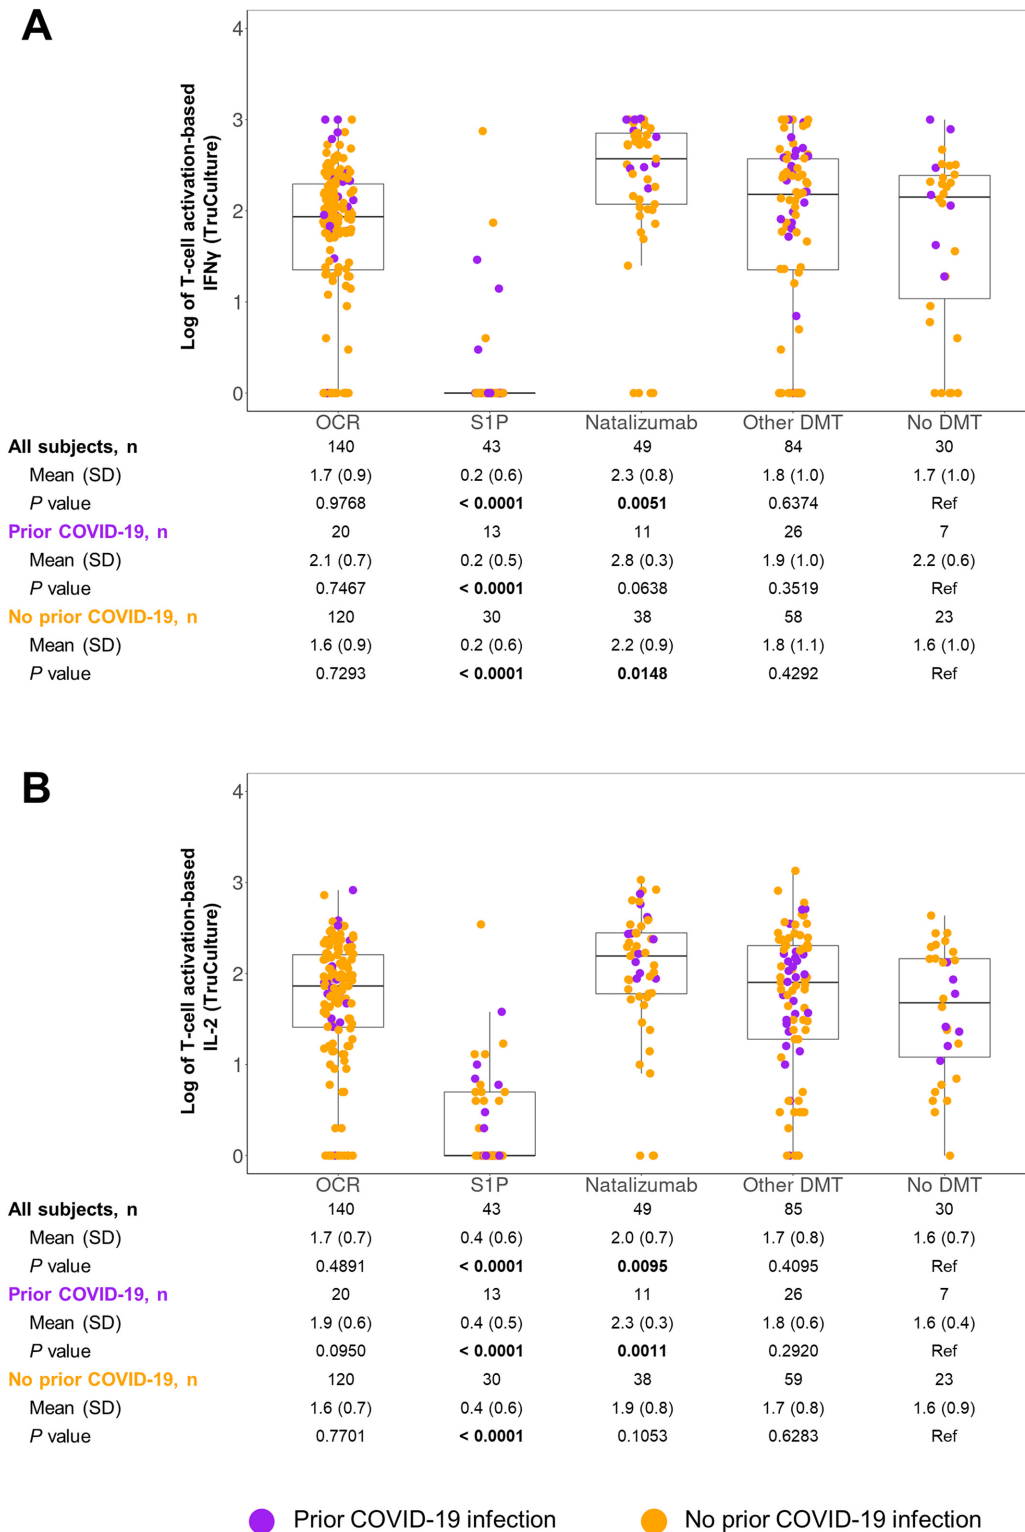 A
Log of T-cell activation-based
IFNγ (TruCulture)
4
3
2
1
0
OCR S1P Natalizumab Other DMT No DMT
All subjects, n 140 43 49 84 30
Mean (SD) 1.7 (0.9) 0.2 (0.6) 2.3 (0.8) 1.8 (1.0) 1.7 (1.0)
P value 0.9768 < 0.0001 0.0051 0.6374 Ref
Prior COVID-19, n 20 13 11 26 7
Mean (SD) 2.1 (0.7) 0.2 (0.5) 2.8 (0.3) 1.9 (1.0) 2.2 (0.6)
P value 0.7467 < 0.0001 0.0638 0.3519 Ref
No prior COVID-19, n 120 30 38 58 23
Mean (SD) 1.6 (0.9) 0.2 (0.6) 2.2 (0.9) 1.8 (1.1) 1.6 (1.0)
P value 0.7293 < 0.0001 0.0148 0.4292 Ref
B
Log of T-cell activation-based
IL-2 (TruCulture)
4
3
2
1
0
OCR S1P Natalizumab Other DMT No DMT
All subjects, n 140 43 49 85 30
Mean (SD) 1.7 (0.7) 0.4 (0.6) 2.0 (0.7) 1.7 (0.8) 1.6 (0.7)
P value 0.4891 < 0.0001 0.0095 0.4095 Ref
Prior COVID-19, n 20 13 11 26 7
Mean (SD) 1.9 (0.6) 0.4 (0.5) 2.3 (0.3) 1.8 (0.6) 1.6 (0.4)
P value 0.0950 < 0.0001 0.0011 0.2920 Ref
No prior COVID-19, n 120 30 38 59 23
Mean (SD) 1.6 (0.7) 0.4 (0.6) 1.9 (0.8) 1.7 (0.8) 1.6 (0.9)
P value 0.7701 < 0.0001 0.1053 0.6283 Ref
Prior COVID-19 infection No prior COVID-19 infection